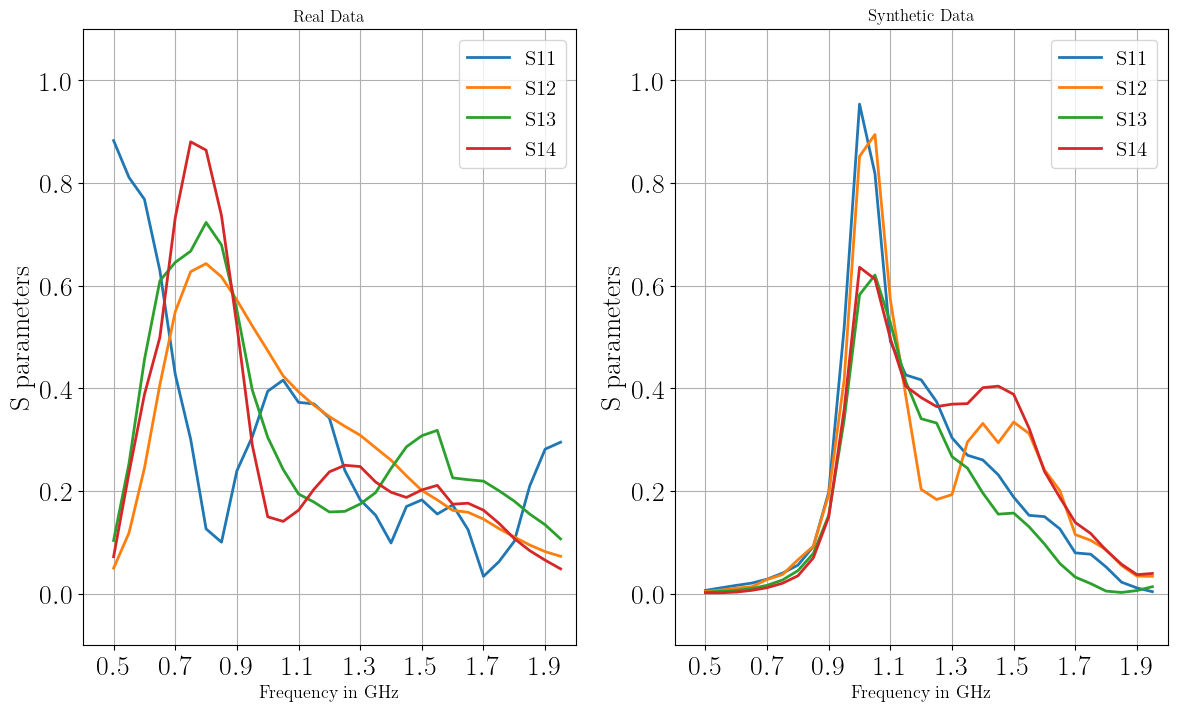 Real Data
S11
S12
S13
S14
1.0
0.8
0.6
0.4
0.2
0.0
S parameters
0.5 0.7 0.9 1.1 1.3 1.5 1.7 1.9
Frequency in GHz
Synthetic Data
S11
S12
S13
S14
1.0
0.8
0.6
0.4
0.2
0.0
S parameters
0.5 0.7 0.9 1.1 1.3 1.5 1.7 1.9
Frequency in GHz